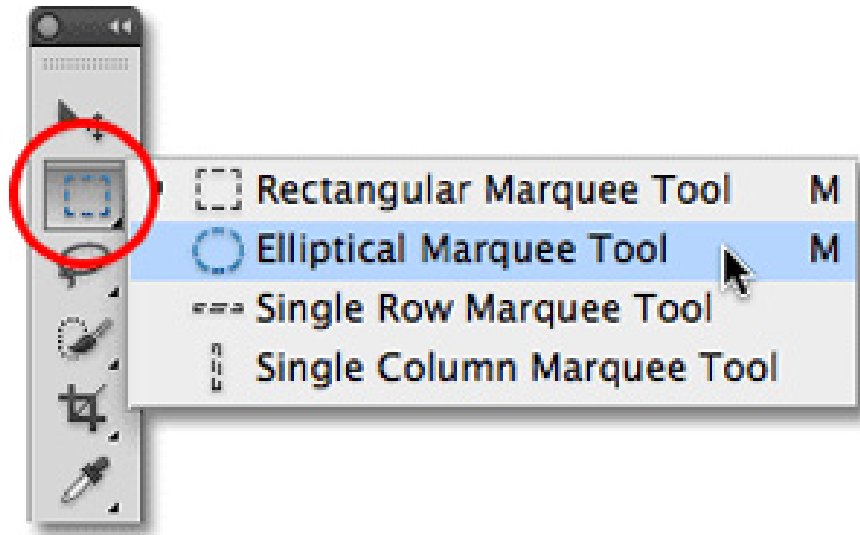 Rectangular Marquee Tool M
Elliptical Marquee Tool M
Single Row Marquee Tool
Single Column Marquee Tool